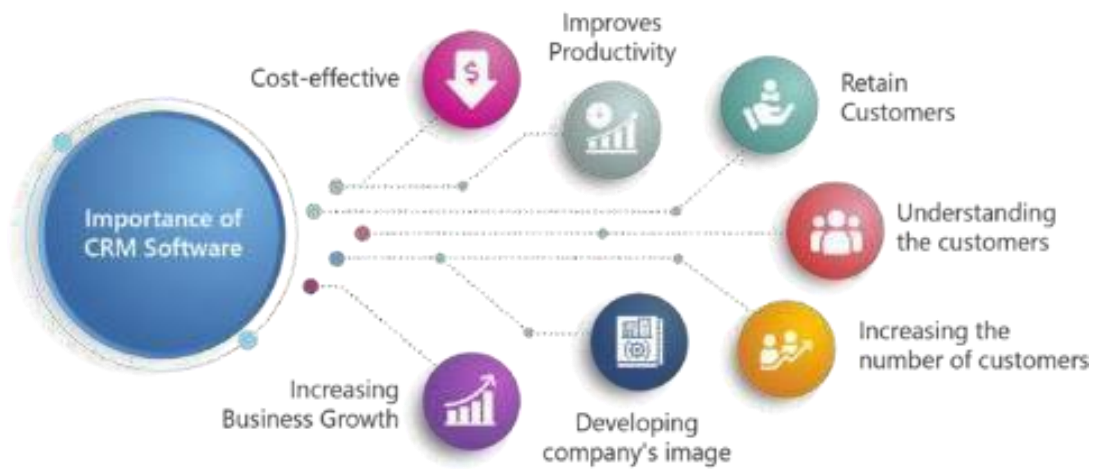 Importance of
CRM Software
Cost-effective
Improves
Productivity
Retain
Customers
Understanding
the customers
Increasing the
number of customers
Developing
company's image
Increasing
Business Growth
$